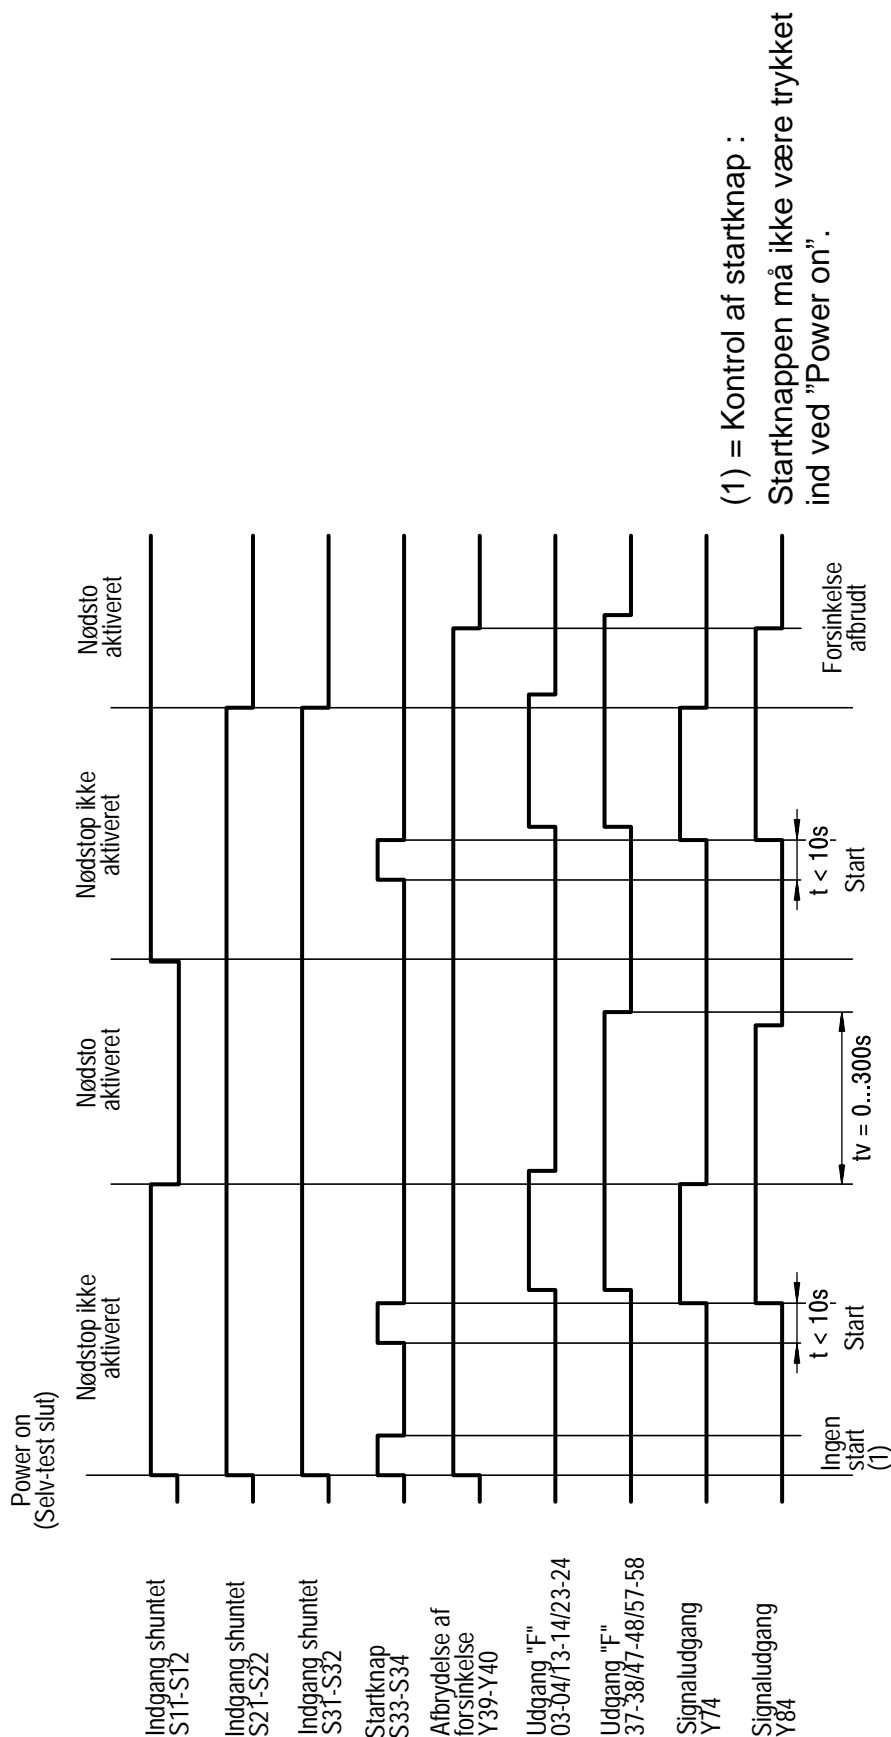 Power on
(Selv-test slut)
Nødstop ikke
aktiveret
Nødsto
aktiveret
Nødstop ikke
aktiveret
Nødsto
aktiveret
Indgang shuntet
S11-S12
Indgang shuntet
S21-S22
Indgang shuntet
S31-S32
Startknap
S33-S34
Afbrydelse af
forsinkelse
Y39-Y40
Udgang "F"
03-04/13-14/23-24
Udgang "F"
37-38/47-48/57-58
Signaludgang
Y74
Signaludgang
Y84
Ingen
start
(1)
t < 10s
Start
tv = 0...300s
t < 10s
Start
Forsinkelse
afbrudt
(1) = Kontrol af startknap :
Startknappen må ikke være trykket
ind ved ”Power on”.